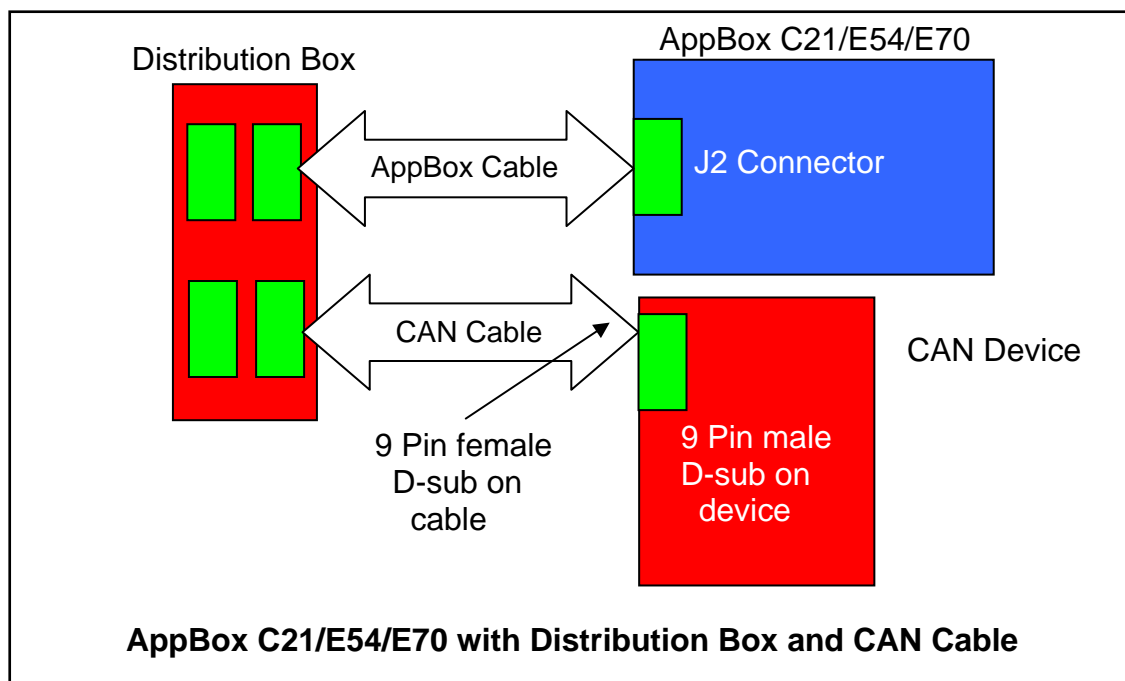 AppBox C21/E54/E70
Distribution Box
AppBox Cable
J2 Connector
CAN Cable
CAN Device
9 Pin female
D-sub on
cable
9 Pin male
D-sub on
device
AppBox C21/E54/E70 with Distribution Box and CAN Cable